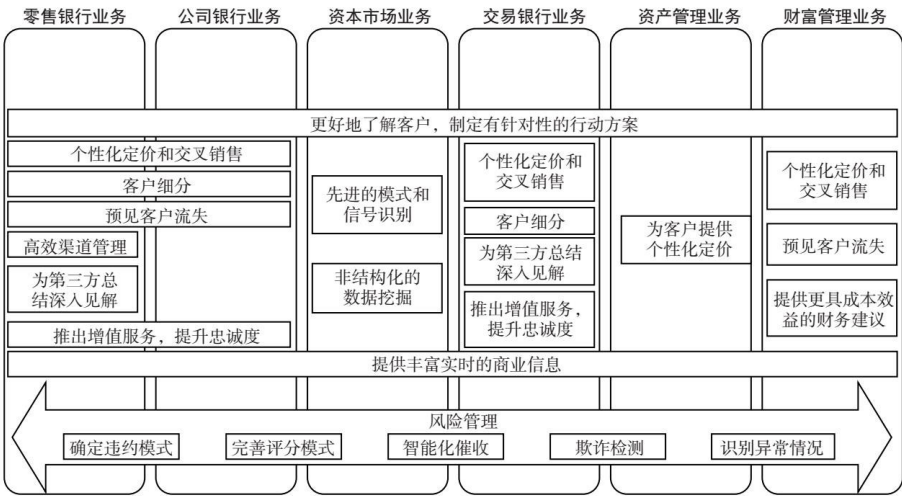 零售银行业务
公司银行业务
资本市场业务
交易银行业务
资产管理业务
财富管理业务
更好地了解客户，制定有针对性的行动方案
个性化定价和交叉销售
客户细分
预见客户流失
高效渠道管理
为第三方总
结深入见解
推出增值服务，提升忠诚度
先进的模式和
信号识别
非结构化的
数据挖掘
个性化定价和
交叉销售
客户细分
为第三方总结
深入见解
推出增值服务，
提升忠诚度
为客户提供
个性化定价
个性化定价和
交叉销售
预见客户流失
提供更具成本效
益的财务建议
提供丰富实时的商业信息
风险管理
确定违约模式
完善评分模式
智能化催收
欺诈检测
识别异常情况